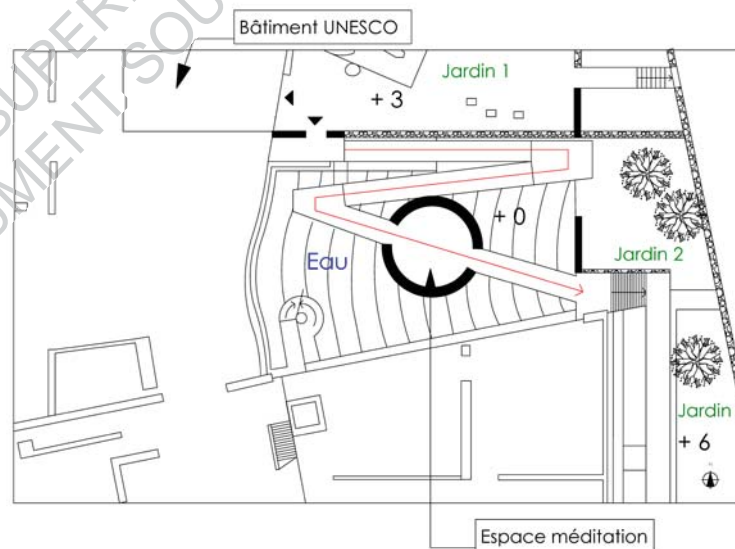 Bâtiment UNESCO
Jardin 1
+ 3
+ 0
Jardin 2
Eau
Jardin
+ 6
Espace méditation